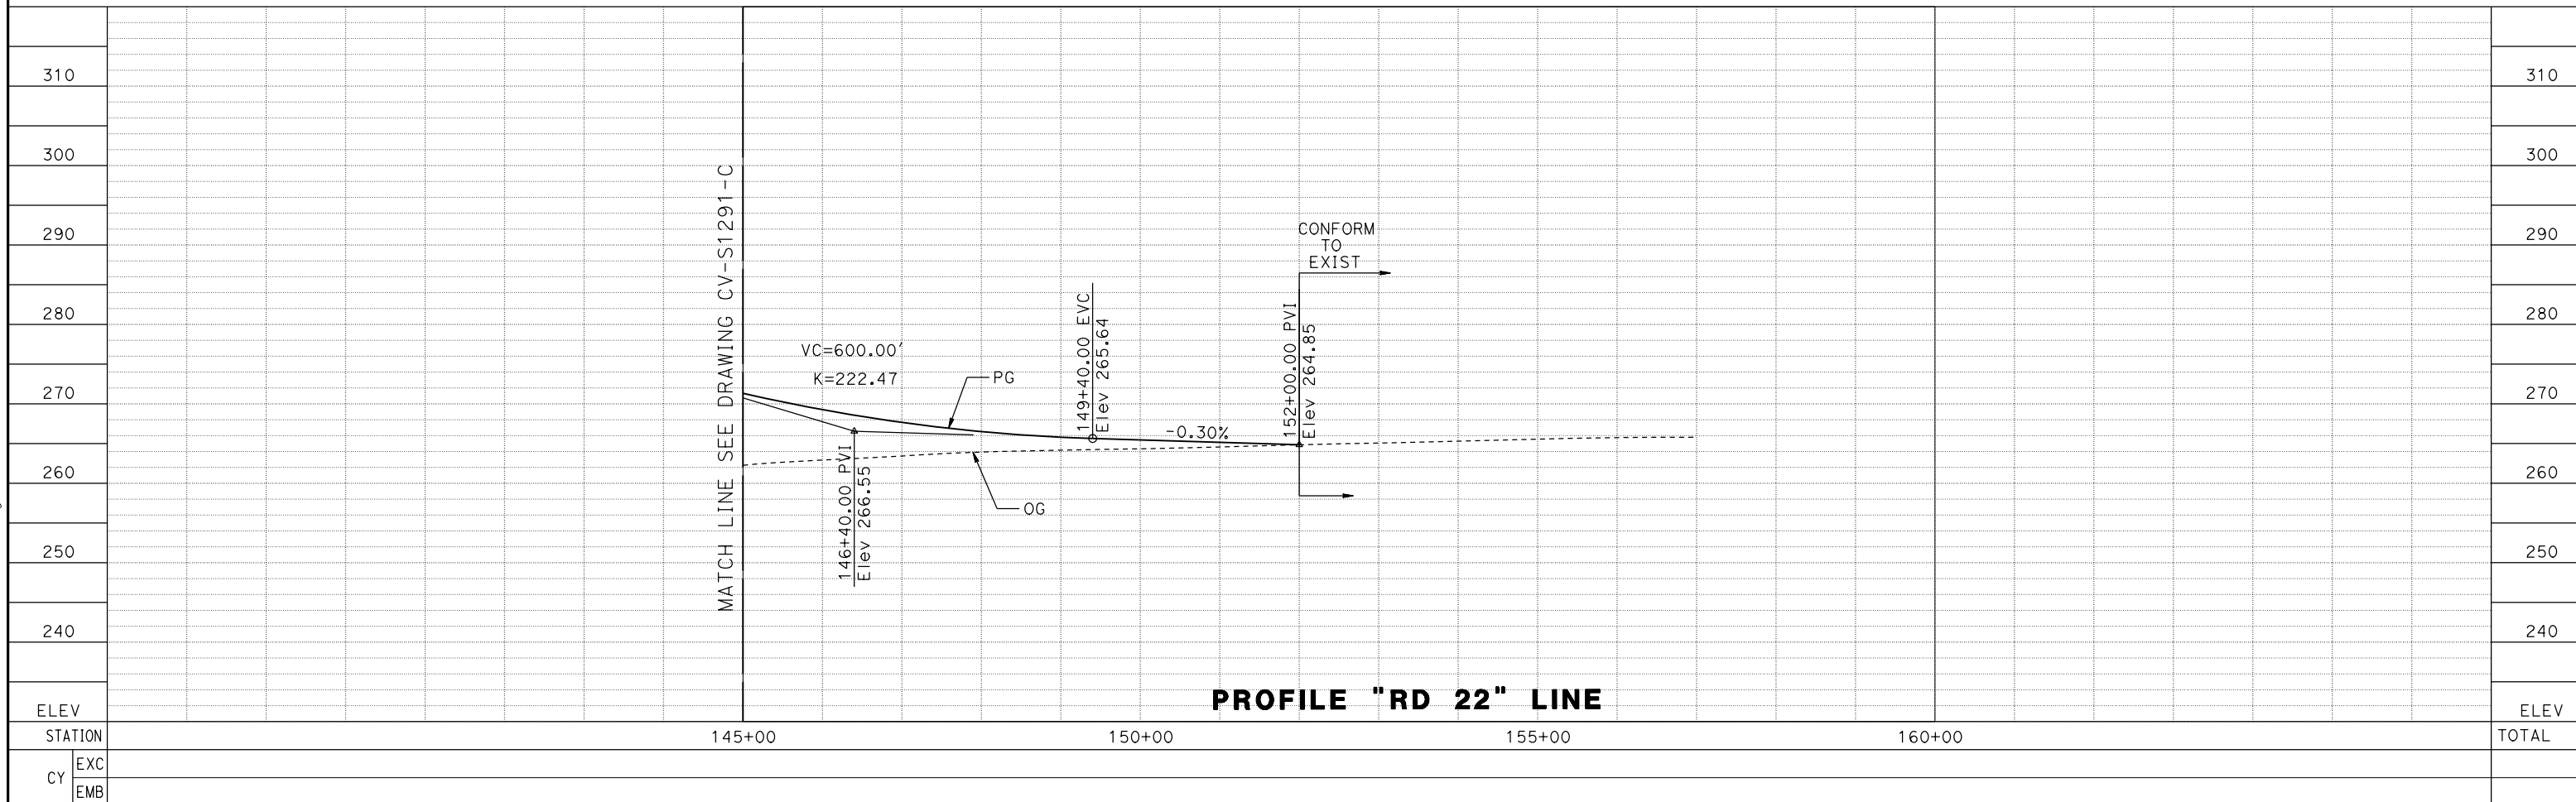 310
310
300
300
290
290
280
280
270
270
260
260
250
250
240
240
ELEV
ELEV
MATCH LINE SEE DRAWING CV-S1291-C
VC=600.00'
K=222.47
PG
OG
146+40.00 PVI
Elev 266.55
149+40.00 EVC
Elev 265.64
-0.30%
152+00.00 PVI
Elev 264.85
CONFORM
TO
EXIST
PROFILE "RD 22" LINE
STATION
145+00
150+00
155+00
160+00
TOTAL
CY
EXC
EMB